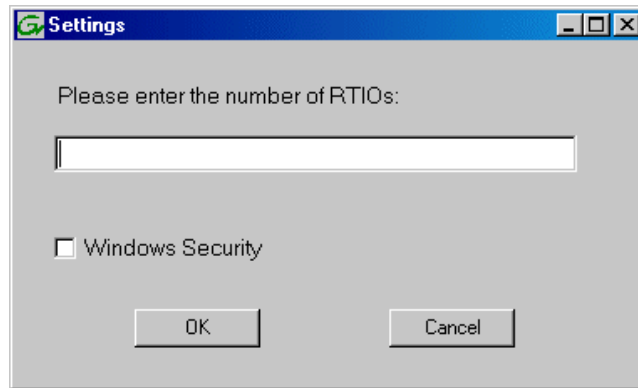 Settings
Please enter the number of RTIOs:
Windows Security
OK
Cancel